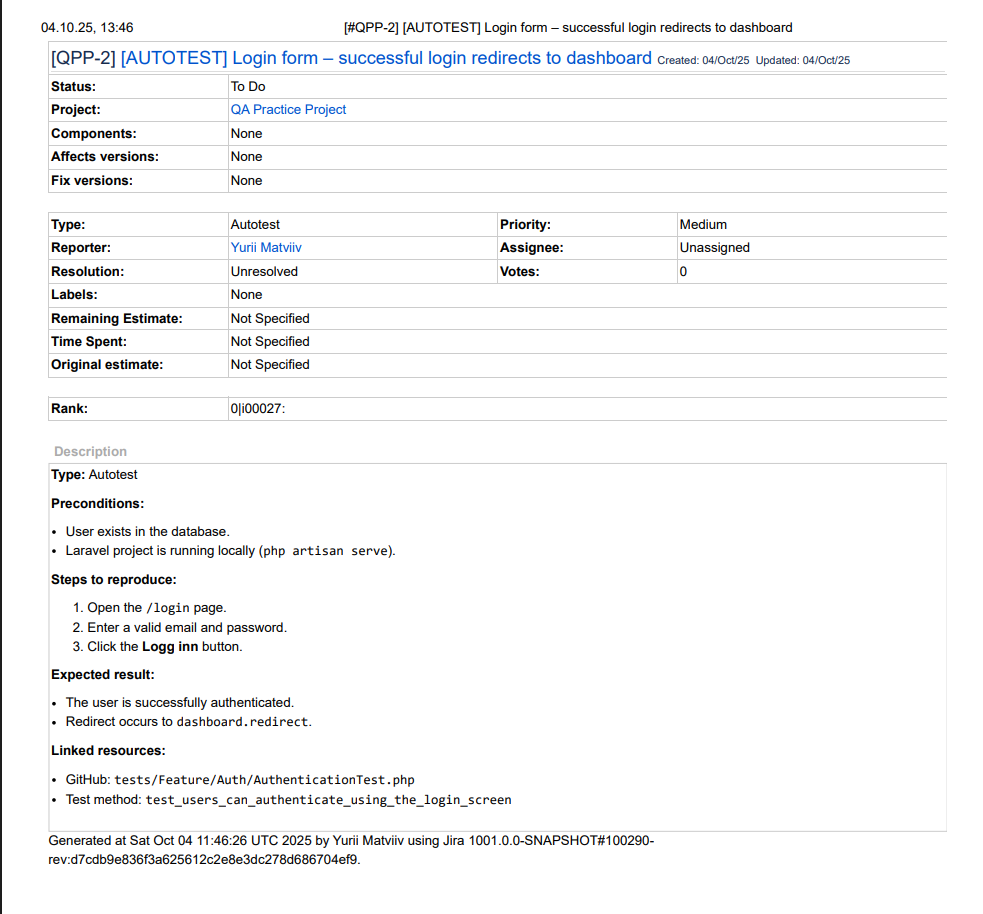 04.10.25, 13:46 [#QPP-2] [AUTOTEST] Login form – successful login redirects to dashboard
[QPP-2] [AUTOTEST] Login form – successful login redirects to dashboard Created: 04/Oct/25 Updated: 04/Oct/25
Status: To Do
Project: QA Practice Project
Components: None
Affects versions: None
Fix versions: None
Type: Autotest Priority: Medium
Reporter: Yurii Matviiv Assignee: Unassigned
Resolution: Unresolved Votes: 0
Labels: None
Remaining Estimate: Not Specified
Time Spent: Not Specified
Original estimate: Not Specified
Rank: 0|i00027:
Description
Type: Autotest
Preconditions:
• User exists in the database.
• Laravel project is running locally (php artisan serve).
Steps to reproduce:
1. Open the /login page.
2. Enter a valid email and password.
3. Click the Logg inn button.
Expected result:
• The user is successfully authenticated.
• Redirect occurs to dashboard.redirect.
Linked resources:
• GitHub: tests/Feature/Auth/AuthenticationTest.php
• Test method: test_users_can_authenticate_using_the_login_screen
Generated at Sat Oct 04 11:46:26 UTC 2025 by Yurii Matviiv using Jira 1001.0.0-SNAPSHOT#100290-
rev:d7cdb9e836f3a625612c2e8e3dc278d686704ef9.